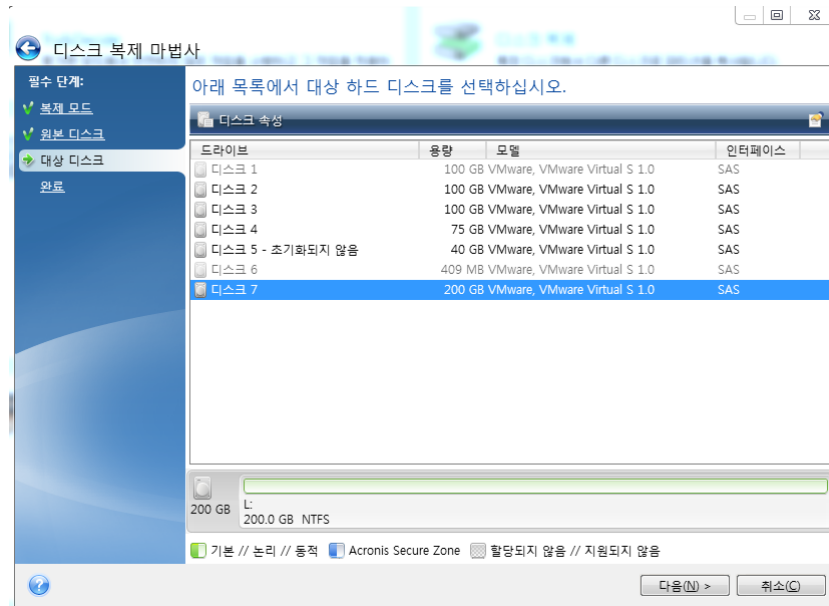 디스크 복제 마법사
필수 단계:
복제 모드
원본 디스크
대상 디스크
완료
아래 목록에서 대상 하드 디스크를 선택하십시오.
디스크 속성
드라이브 용량 모델 인터페이스
디스크 1 100 GB VMware, VMware Virtual S 1.0 SAS
디스크 2 100 GB VMware, VMware Virtual S 1.0 SAS
디스크 3 100 GB VMware, VMware Virtual S 1.0 SAS
디스크 4 75 GB VMware, VMware Virtual S 1.0 SAS
디스크 5 - 초기화되지 않음 40 GB VMware, VMware Virtual S 1.0 SAS
디스크 6 409 MB VMware, VMware Virtual S 1.0 SAS
디스크 7 200 GB VMware, VMware Virtual S 1.0 SAS
200 GB
L:
200.0 GB NTFS
기본 // 논리 // 동적 Acronis Secure Zone 할당되지 않음 // 지원되지 않음
다음(N) > 취소(C)